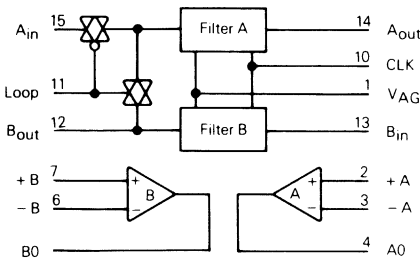 A_in 15 Filter A 14 A_out
10 CLK
Loop 11 1 V_AG
B_out 12 Filter B 13 B_in
+ B 7 + B 2 + A
− B 6 − A + 3 − A
B0 4 A0